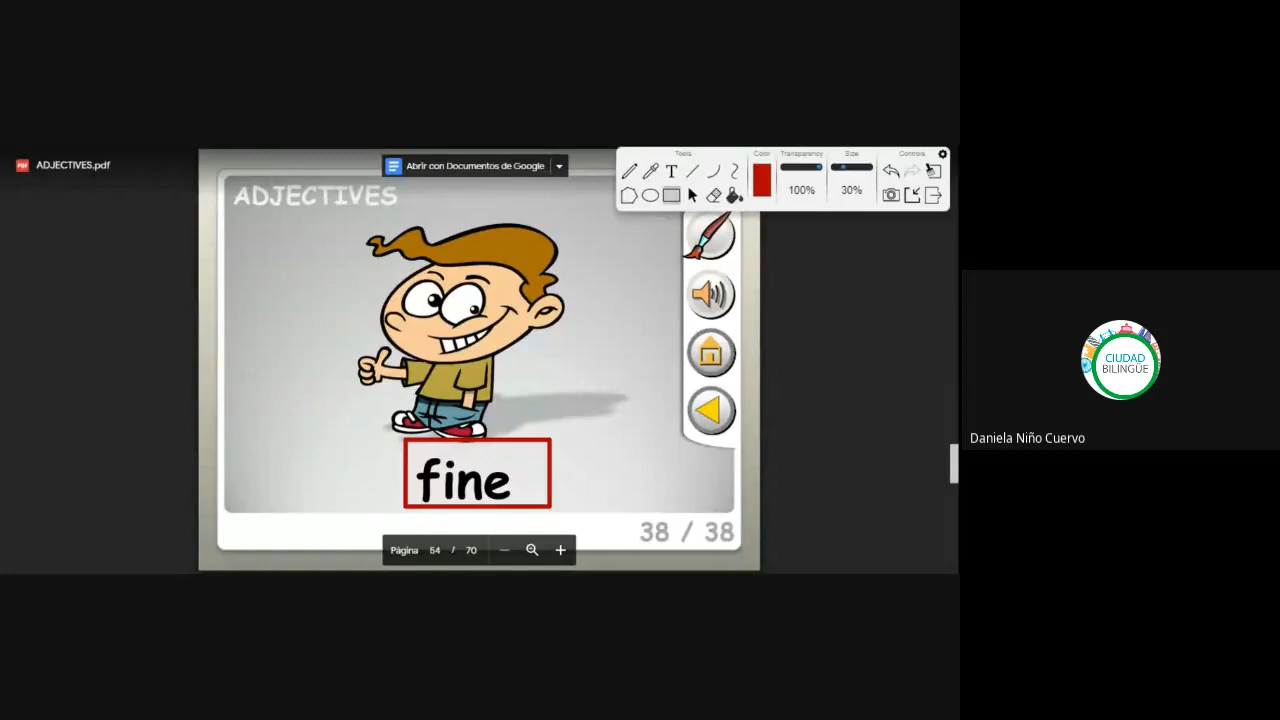 ADJECTIVES.pdf
PDF
Abrir con Documentos de Google
Tools
Color
Transparency
Size
Controls
100%
30%
ADJECTIVES
fine
38 / 38
Página 54 / 70
CIUDAD
BILINGÜE
Daniela Niño Cuervo